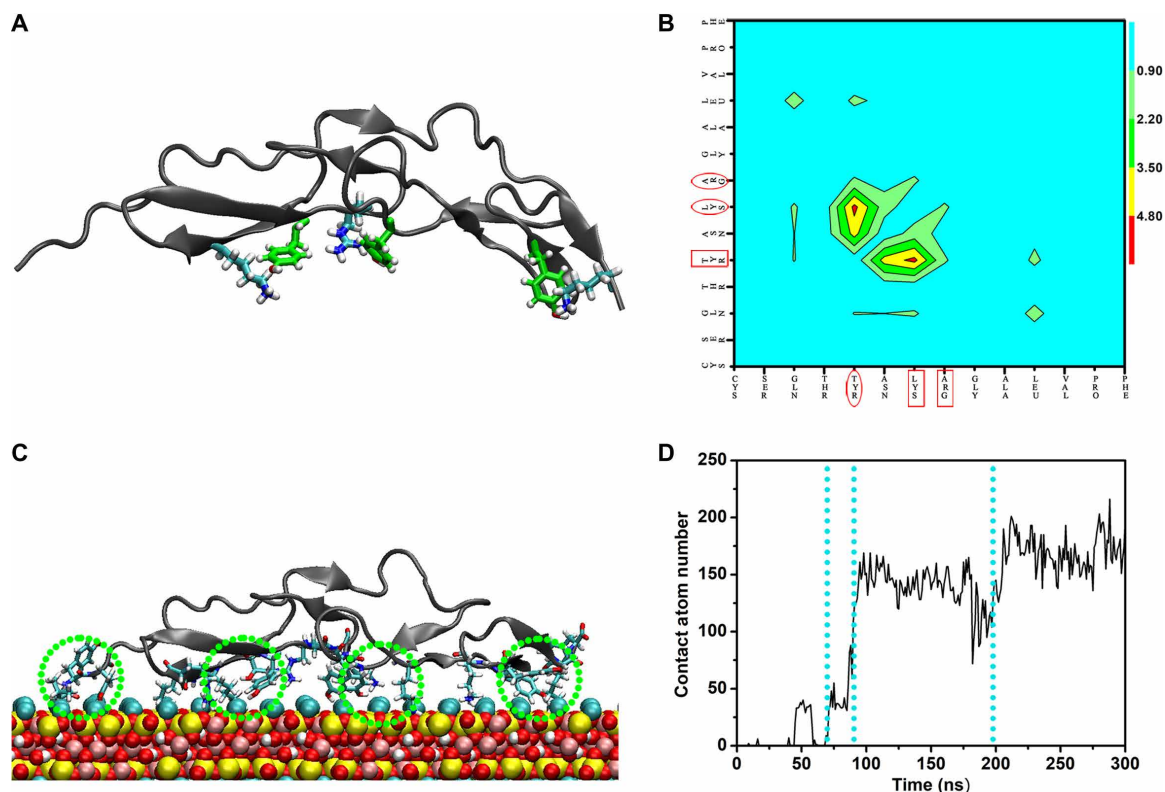 A
B
PHE
PRO
VAL
LEU
ALA
GLY
ARG
LYS
ASN
TYR
THR
GLN
SER
CYS
CYS SER GLN THR TYR ASN LYS ARG GLY ALA LEU VAL PRO PHE
0.90
2.20
3.50
4.80
C
D
Contact atom number
250
200
150
100
50
0
0 50 100 150 200 250 300
Time (ns)